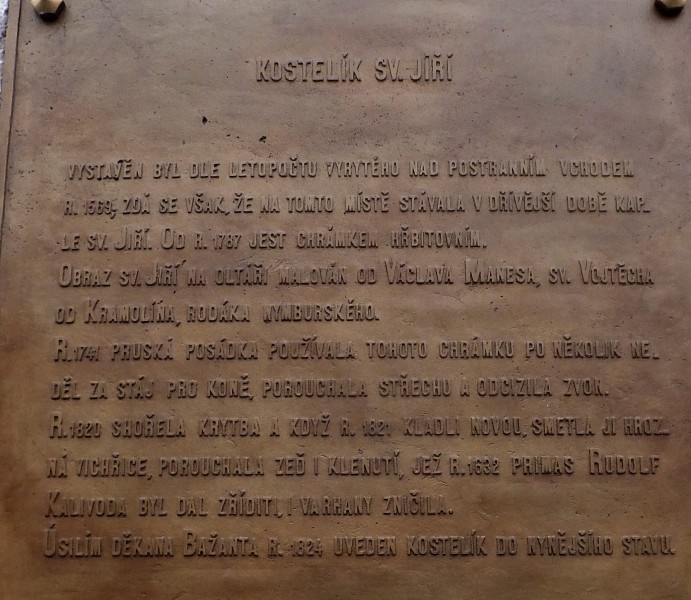 KOSTELÍK SV. JIŘÍ
VYSTAVĚN BYL DLE LETOPOČTU VYRYTÉHO NAD POSTRANNÍM VCHODEM
R. 1569; ZDÁ SE VŠAK, ŽE NA TOMTO MÍSTĚ STÁVALA V DŘÍVĚJŠÍ DOBĚ KAP-
LE SV. JIŘÍ. OD R. 1787 JEST CHRÁMKEM HŘBITOVNÍM.
OBRAZ SV. JIŘÍ NA OLTÁŘI MALOVÁN OD VÁCLAVA MANESA, SV. VOJTĚCHA
OD KRAMOLÍNA, RODÁKA NYMBURSKÉHO.
R. 1741 PRUSKÁ POSÁDKA POUŽÍVALA TOHOTO CHRÁMKU PO NĚKOLIK NE-
DĚL ZA STÁJ PRO KONĚ, POROUCHALA STŘECHU A ODCIZILA ZVON.
R. 1820 SHOŘELA KRYTBA A KDYŽ R. 1821 KLADLI NOVOU, SMETLA JI HROZ-
NÁ VICHŘICE, POROUCHALA ZEĎ I KLENUTÍ, JEŽ R. 1632 PRIMAS RUDOLF
KALIVODA BYL DAL ZŘÍDITI, I VARHANY ZNIČILA.
ÚSILÍM DĚKANA BAŽANTA R. 1824 UVEDEN KOSTELÍK DO NYNĚJŠÍHO STAVU.